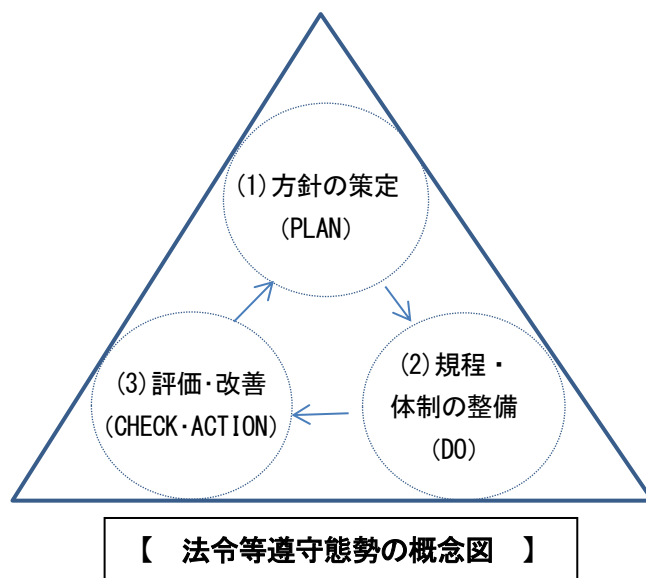 (1)方針の策定
(PLAN)
(2)規程・
体制の整備
(DO)
(3)評価･改善
(CHECK･ACTION)
【　法令等遵守態勢の概念図　】